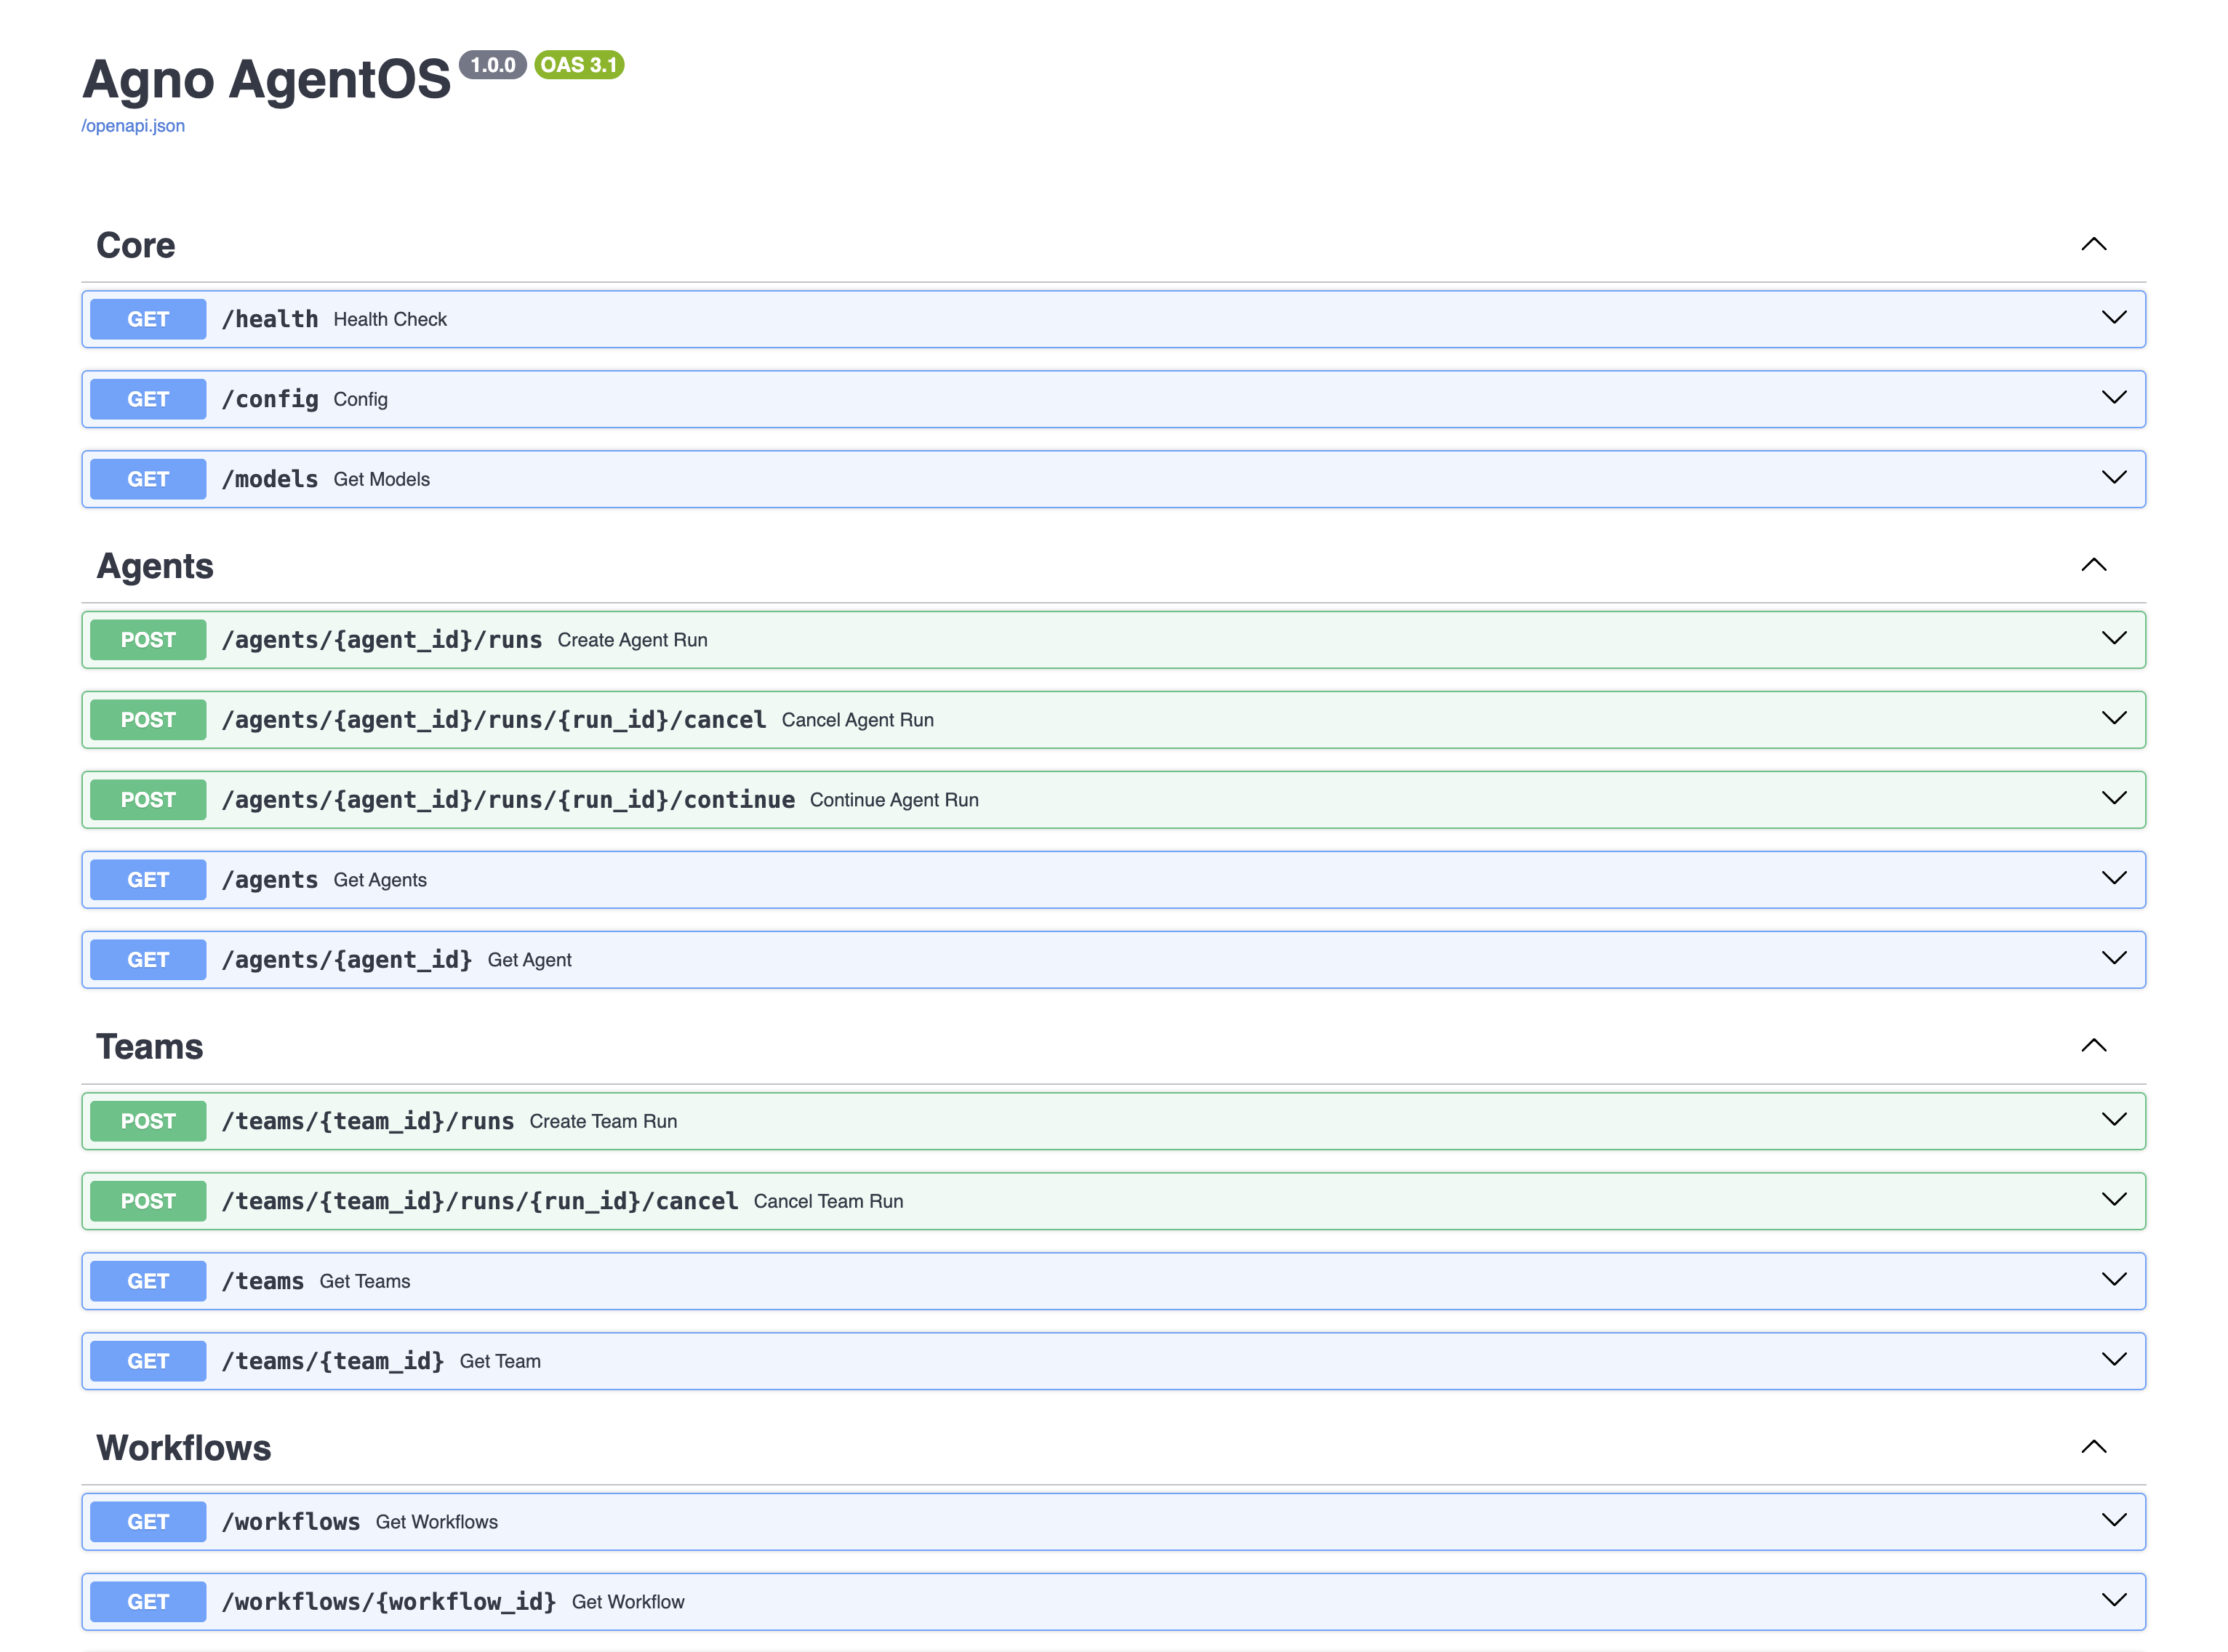 Agno AgentOS 1.0.0 OAS 3.1
/openapi.json
Core
GET /health Health Check
GET /config Config
GET /models Get Models
Agents
POST /agents/{agent_id}/runs Create Agent Run
POST /agents/{agent_id}/runs/{run_id}/cancel Cancel Agent Run
POST /agents/{agent_id}/runs/{run_id}/continue Continue Agent Run
GET /agents Get Agents
GET /agents/{agent_id} Get Agent
Teams
POST /teams/{team_id}/runs Create Team Run
POST /teams/{team_id}/runs/{run_id}/cancel Cancel Team Run
GET /teams Get Teams
GET /teams/{team_id} Get Team
Workflows
GET /workflows Get Workflows
GET /workflows/{workflow_id} Get Workflow